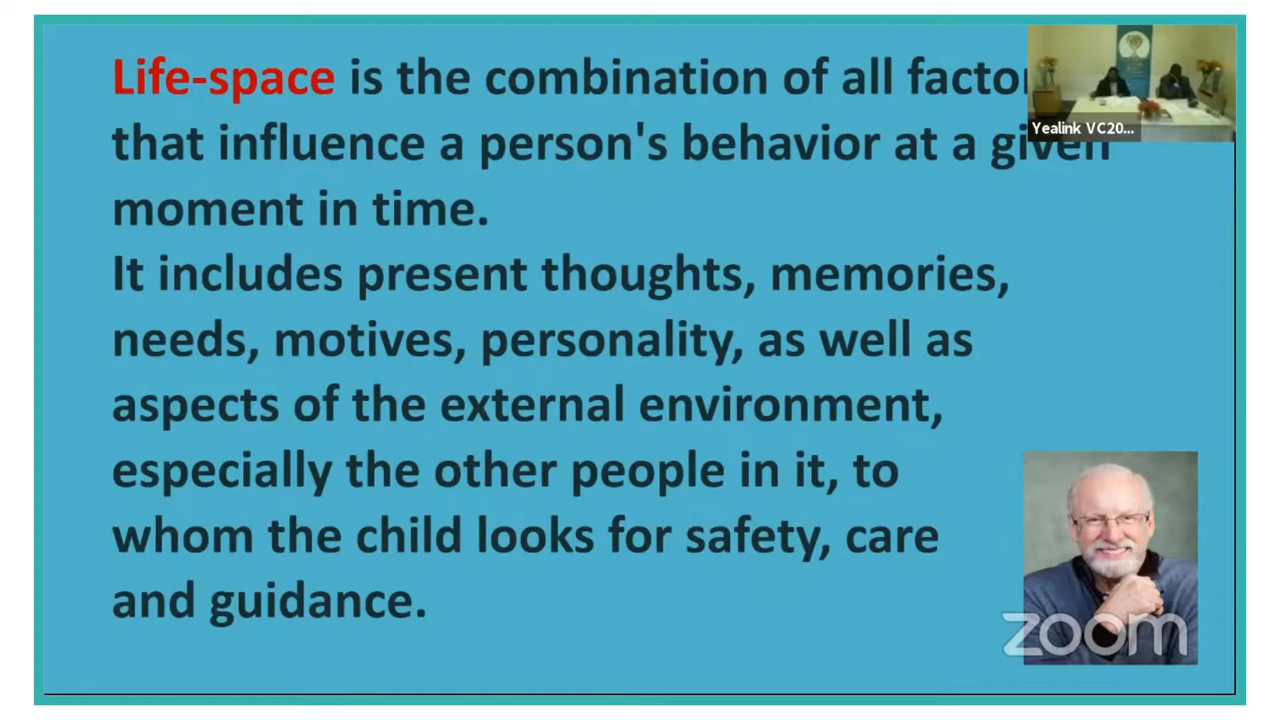 Life-space is the combination of all factor
that influence a person's behavior at a given
moment in time.
It includes present thoughts, memories,
needs, motives, personality, as well as
aspects of the external environment,
especially the other people in it, to
whom the child looks for safety, care
and guidance.
Yealink VC20...
zoom